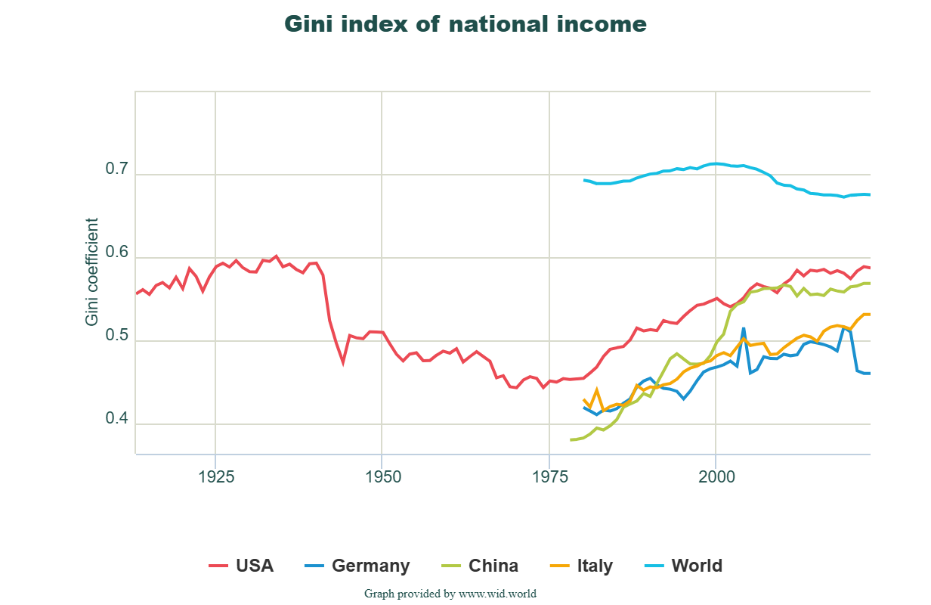 Gini index of national income
0.7
0.6
0.5
0.4
Gini coefficient
1925 1950 1975 2000
USA Germany China Italy World
Graph provided by www.wid.world